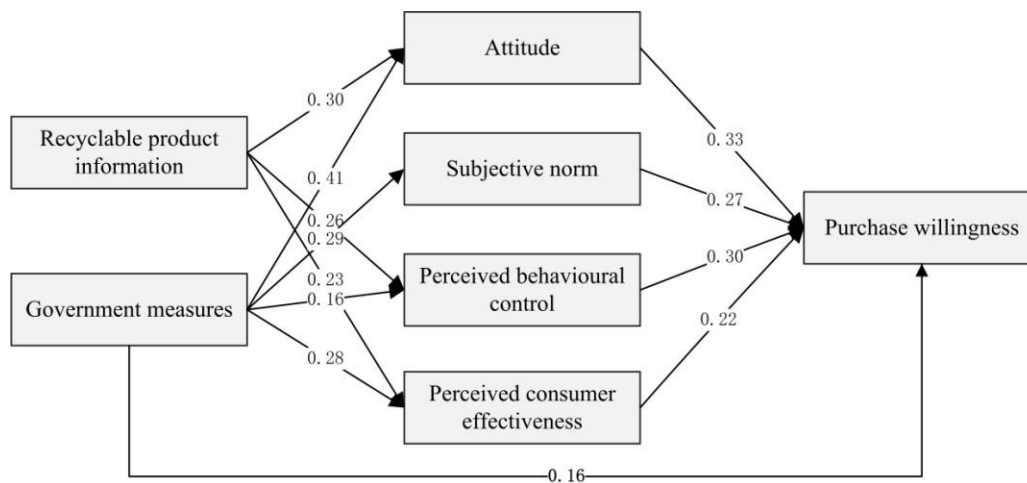 Attitude
0.30
Recyclable product
information
0.33
Subjective norm
0.41
0.27
Purchase willingness
0.26
0.29
0.30
Perceived behavioural
control
0.23
0.16
Government measures
0.22
0.28
Perceived consumer
effectiveness
0.16